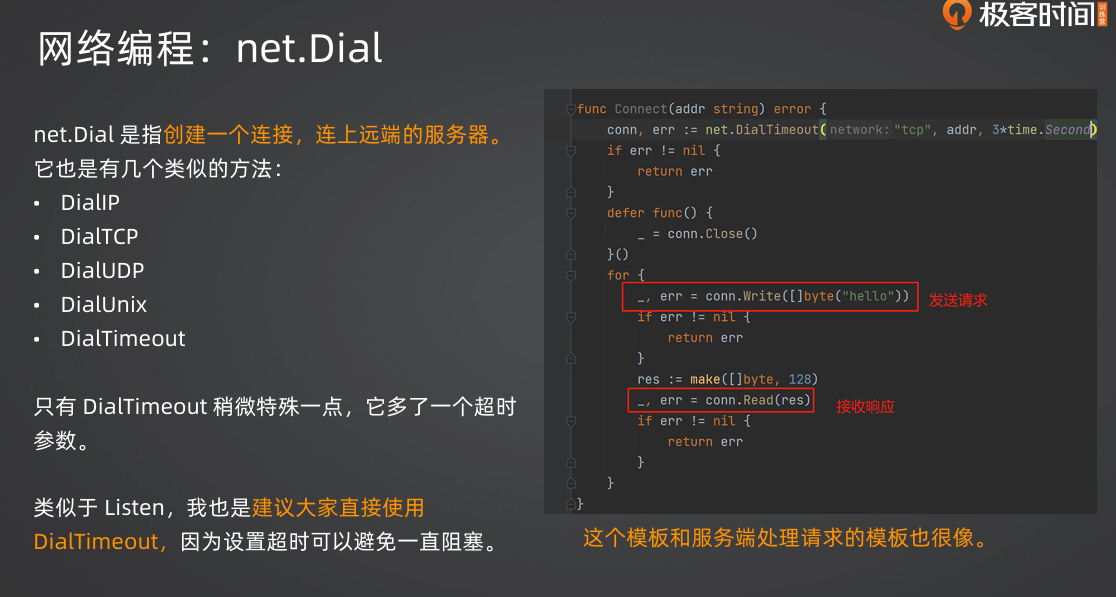 极客时间
训练营
网络编程：net.Dial
net.Dial 是指创建一个连接，连上远端的服务器。
它也是有几个类似的方法：
• DialIP
• DialTCP
• DialUDP
• DialUnix
• DialTimeout
只有 DialTimeout 稍微特殊一点，它多了一个超时
参数。
类似于 Listen，我也是建议大家直接使用
DialTimeout，因为设置超时可以避免一直阻塞。
func Connect(addr string) error {
conn, err := net.DialTimeout(network: "tcp", addr, 3*time.Second)
if err != nil {
return err
}
defer func() {
_ = conn.Close()
}()
for {
_, err = conn.Write([]byte("hello"))
发送请求
if err != nil {
return err
}
res := make([]byte, 128)
_, err = conn.Read(res)
接收响应
if err != nil {
return err
}
}
}
这个模板和服务端处理请求的模板也很像。